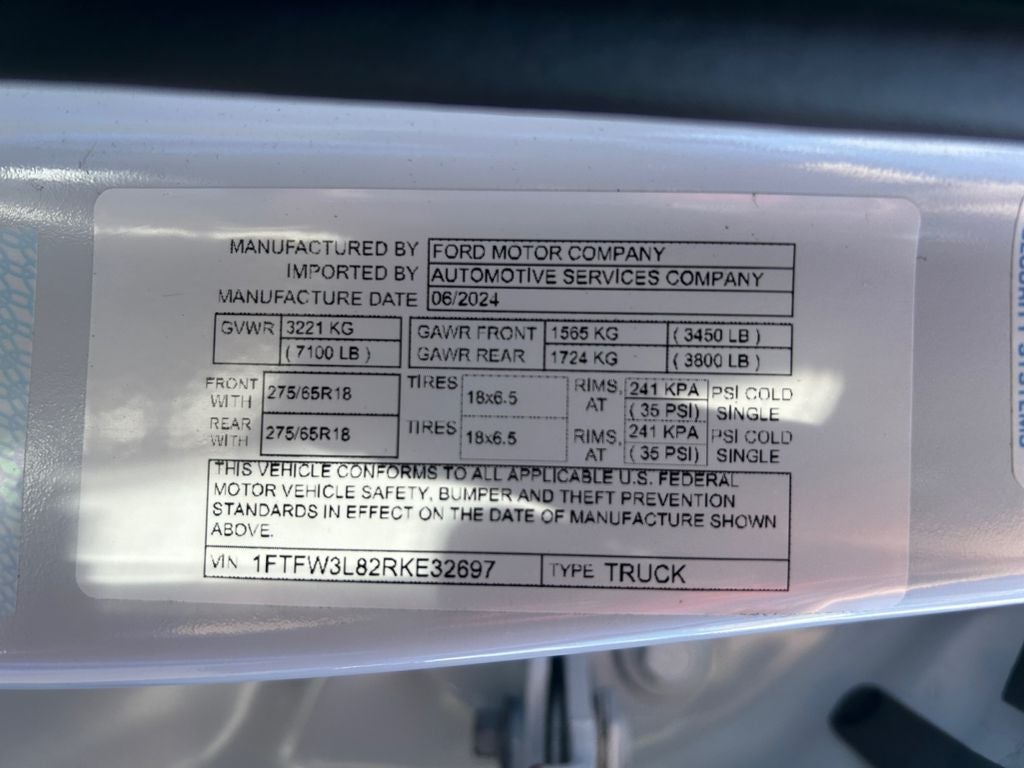 MANUFACTURED BY FORD MOTOR COMPANY
IMPORTED BY AUTOMOTIVE SERVICES COMPANY
MANUFACTURE DATE 06/2024
GVWR 3221 KG GAWR FRONT 1565 KG ( 3450 LB )
( 7100 LB ) GAWR REAR 1724 KG ( 3800 LB )
FRONT WITH 275/65R18 TIRES 18x6.5 RIMS, AT 241 KPA ( 35 PSI) PSI COLD SINGLE
REAR WITH 275/65R18 TIRES 18x6.5 RIMS, AT 241 KPA ( 35 PSI) PSI COLD SINGLE
THIS VEHICLE CONFORMS TO ALL APPLICABLE U.S. FEDERAL
MOTOR VEHICLE SAFETY, BUMPER AND THEFT PREVENTION
STANDARDS IN EFFECT ON THE DATE OF MANUFACTURE SHOWN
ABOVE.
VIN 1FTFW3L82RKE32697 TYPE TRUCK